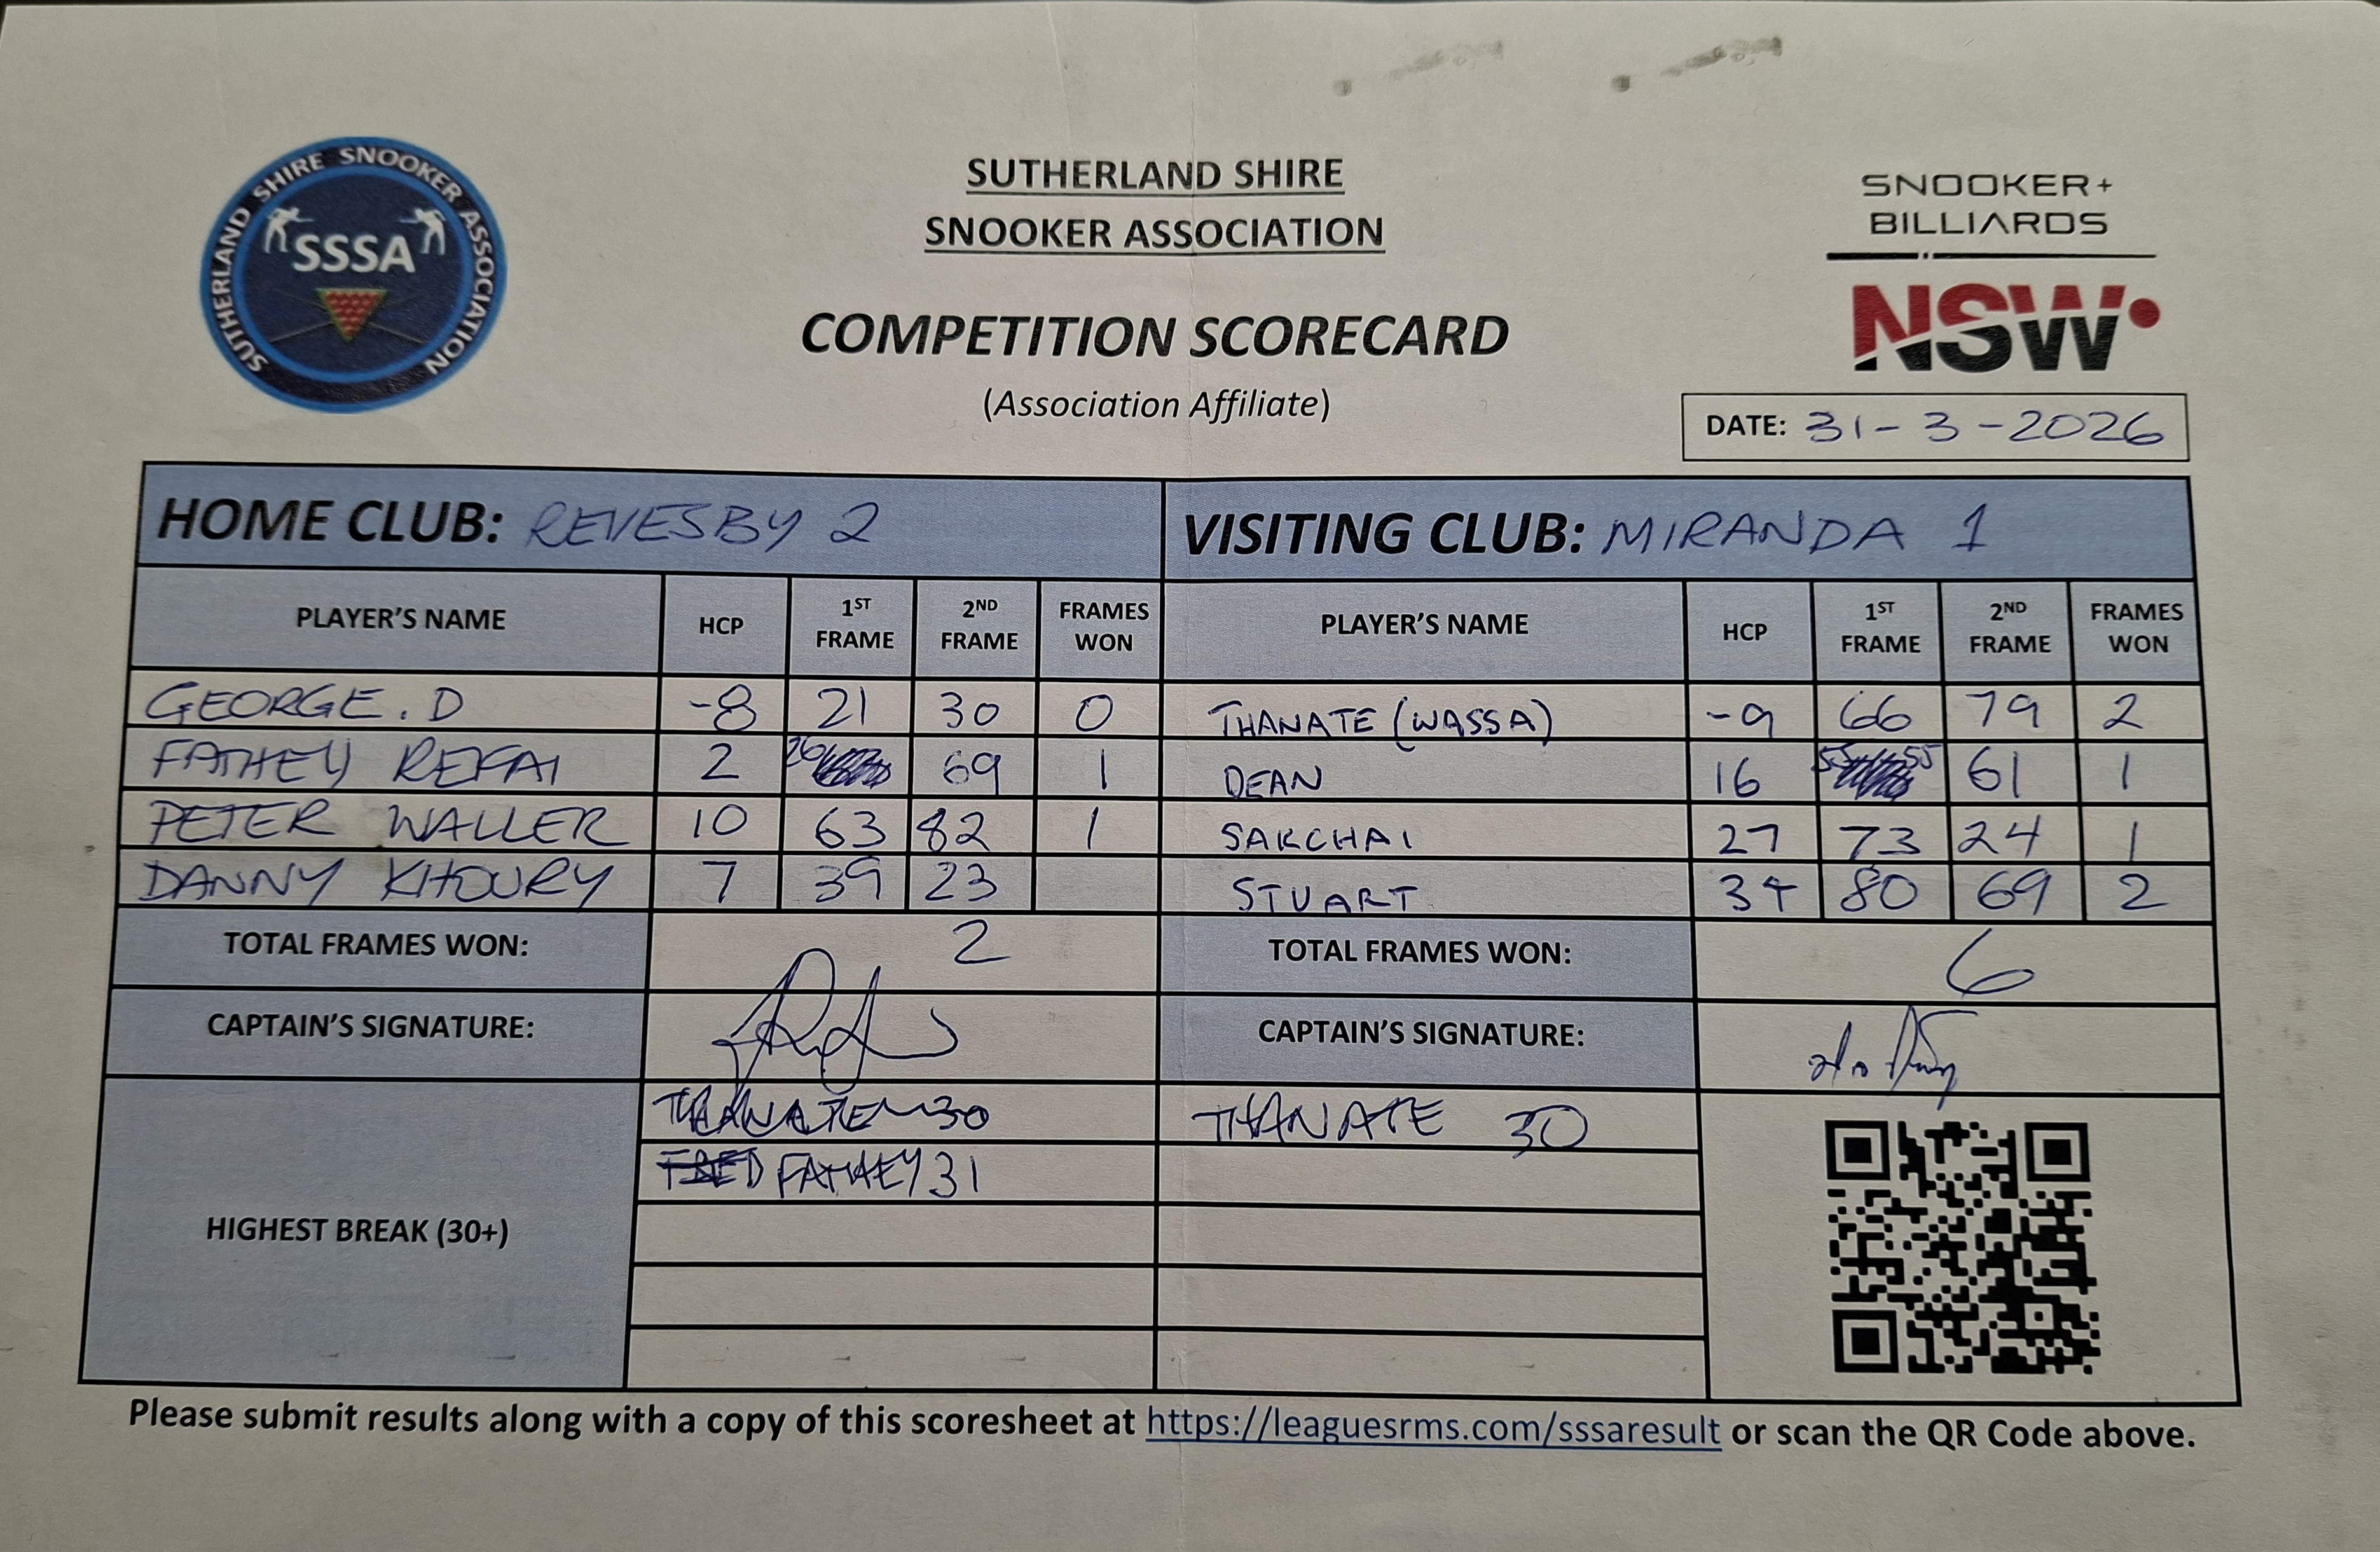 SUTHERLAND SHIRE SNOOKER ASSOCIATION
SSSA
SUTHERLAND SHIRE
SNOOKER ASSOCIATION
COMPETITION SCORECARD
(Association Affiliate)
SNOOKER+
BILLIARDS
NSW
DATE: 31-3-2026
HOME CLUB: REVESBY 2 VISITING CLUB: MIRANDA 1
PLAYER'S NAME HCP 1ST FRAME 2ND FRAME FRAMES WON PLAYER'S NAME HCP 1ST FRAME 2ND FRAME FRAMES WON
GEORGE. D -8 21 30 0 THANATE (WASSA) -9 66 79 2
FATHEY REFAI 2 26 69 1 DEAN 16 55 55 61 1
PETER WALLER 10 63 82 1 SAKCHAI 27 73 24 1
DANNY KHOURY 7 39 23 STUART 34 80 69 2
TOTAL FRAMES WON: 2 TOTAL FRAMES WON: 6
CAPTAIN'S SIGNATURE: CAPTAIN'S SIGNATURE:
HIGHEST BREAK (30+)
THANATE 30 THANATE 30
FRED FATHEY 31
Please submit results along with a copy of this scoresheet at https://leaguesrms.com/sssaresult or scan the QR Code above.